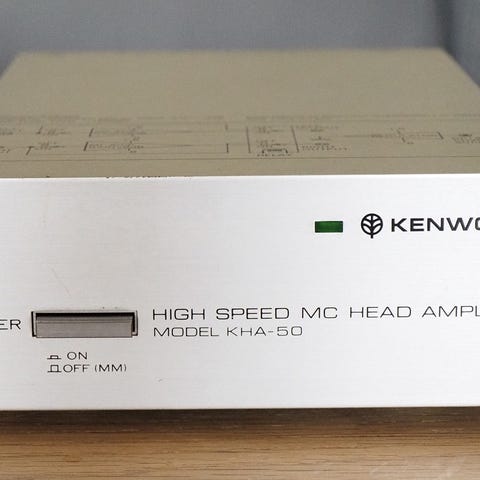 KENWO
ER
HIGH SPEED MC HEAD AMPL
MODEL KHA-50
ON
OFF (MM)